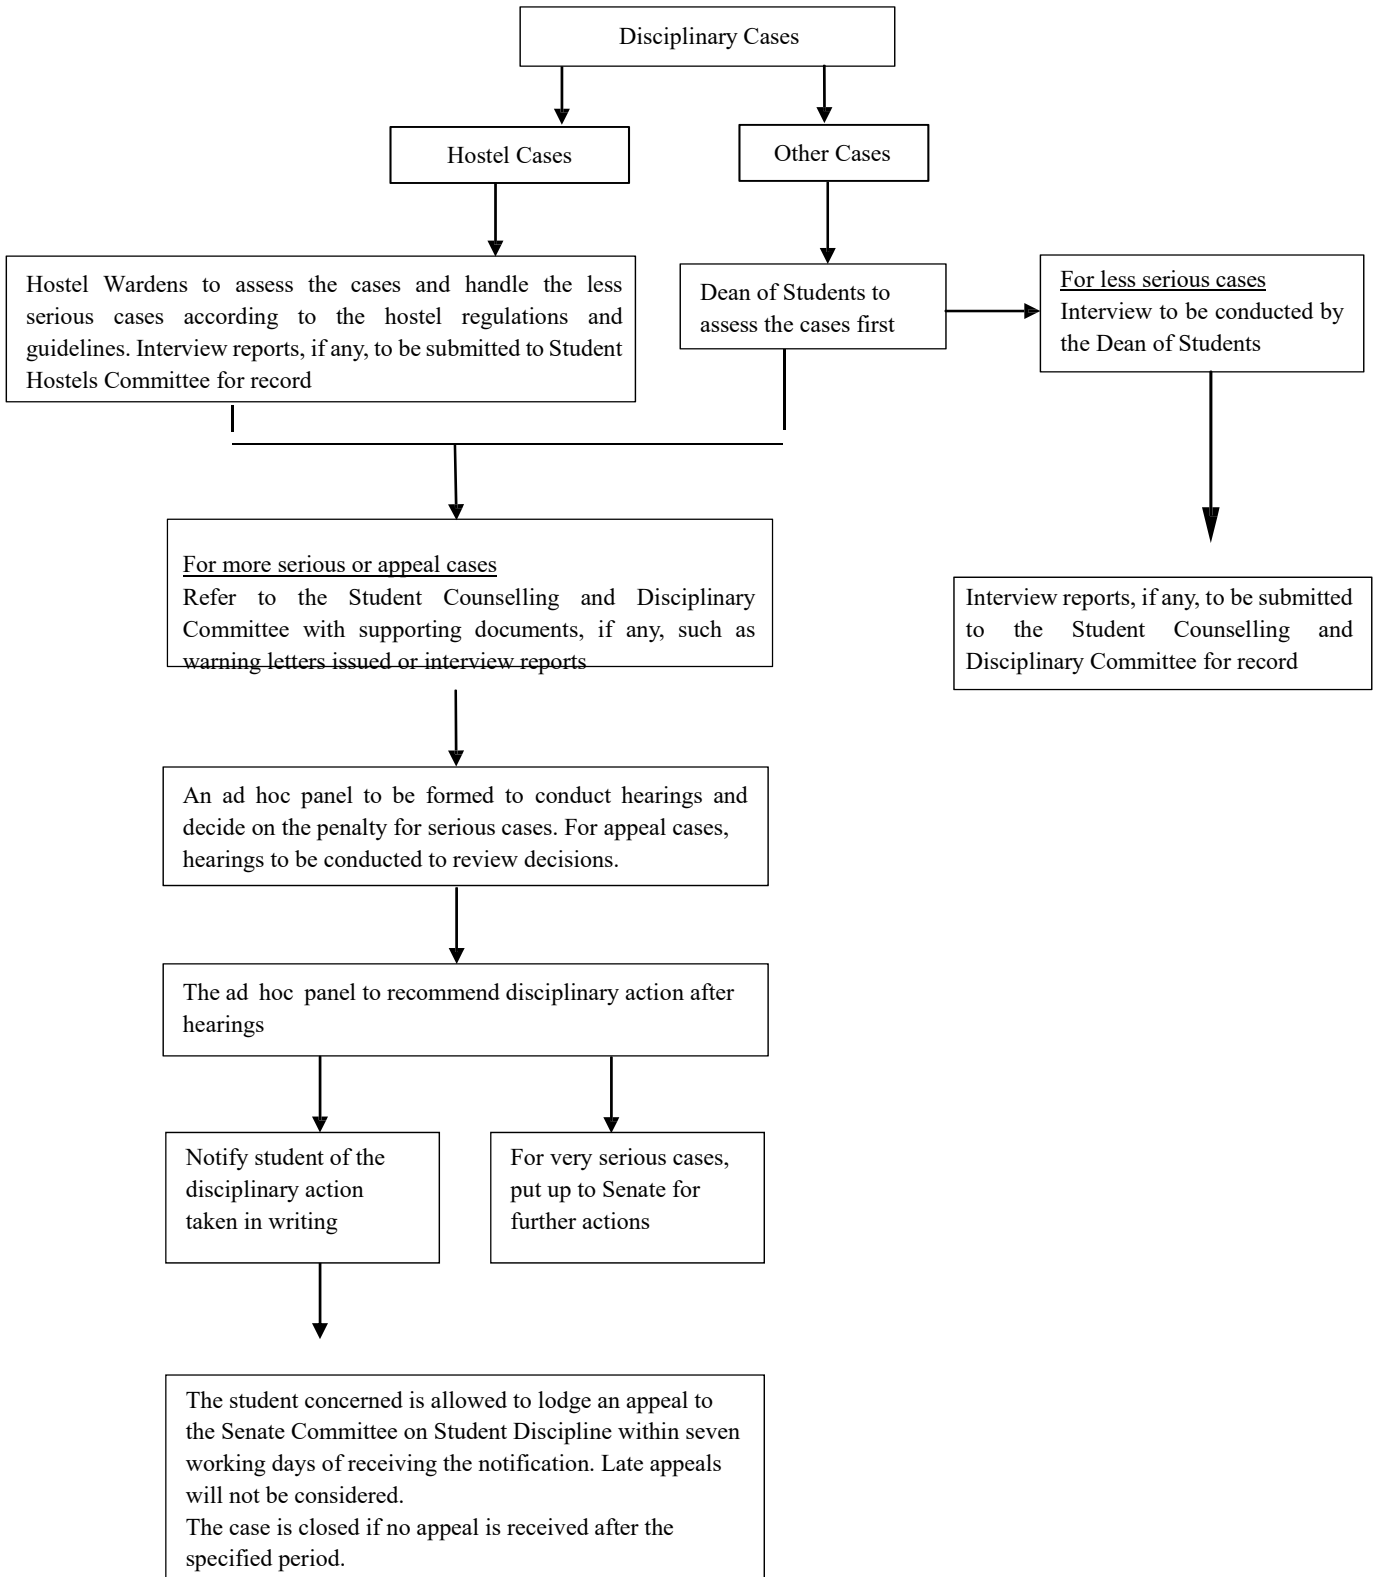 Disciplinary Cases
Hostel Cases
Other Cases
Hostel Wardens to assess the cases and handle the less
serious cases according to the hostel regulations and
guidelines. Interview reports, if any, to be submitted to Student
Hostels Committee for record
Dean of Students to
assess the cases first
For less serious cases
Interview to be conducted by
the Dean of Students
For more serious or appeal cases
Refer to the Student Counselling and Disciplinary
Committee with supporting documents, if any, such as
warning letters issued or interview reports
Interview reports, if any, to be submitted
to the Student Counselling and
Disciplinary Committee for record
An ad hoc panel to be formed to conduct hearings and
decide on the penalty for serious cases. For appeal cases,
hearings to be conducted to review decisions.
The ad hoc panel to recommend disciplinary action after
hearings
Notify student of the
disciplinary action
taken in writing
For very serious cases,
put up to Senate for
further actions
The student concerned is allowed to lodge an appeal to
the Senate Committee on Student Discipline within seven
working days of receiving the notification. Late appeals
will not be considered.
The case is closed if no appeal is received after the
specified period.